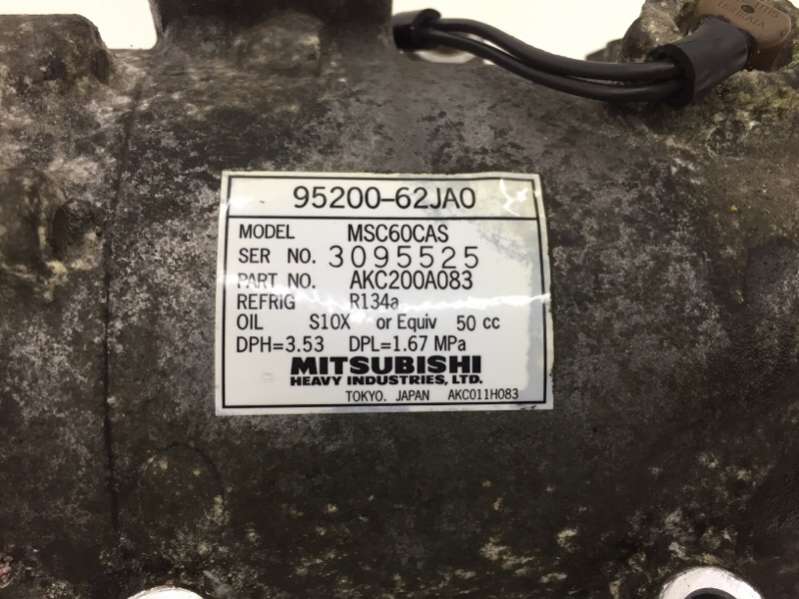 95200-62JA0
MODEL MSC60CAS
SER NO. 3095525
PART NO. AKC200A083
REFRIG R134a
OIL S10X or Equiv 50 cc
DPH=3.53 DPL=1.67 MPa
MITSUBISHI
HEAVY INDUSTRIES, LTD.
TOKYO. JAPAN AKC011H083